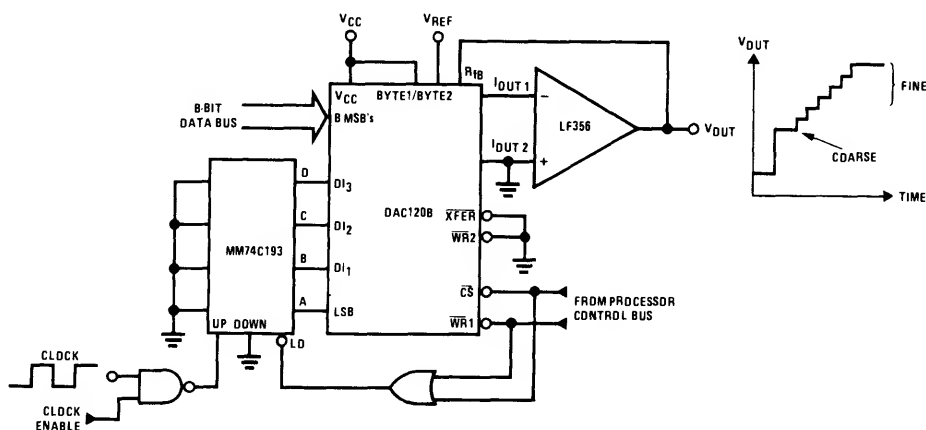 VCC
VREF
VCC
BYTE1/BYTE2
RfB
IOUT 1
8-BIT
DATA BUS
8 MSB's
LF356
VOUT
IOUT 2
VOUT
FINE
COARSE
TIME
D
DI3
C
DI2
MM74C193
B
DI1
A
LSB
DAC1208
XFER
WR2
CS
WR1
FROM PROCESSOR
CONTROL BUS
UP DOWN
LD
CLOCK
CLOCK
ENABLE